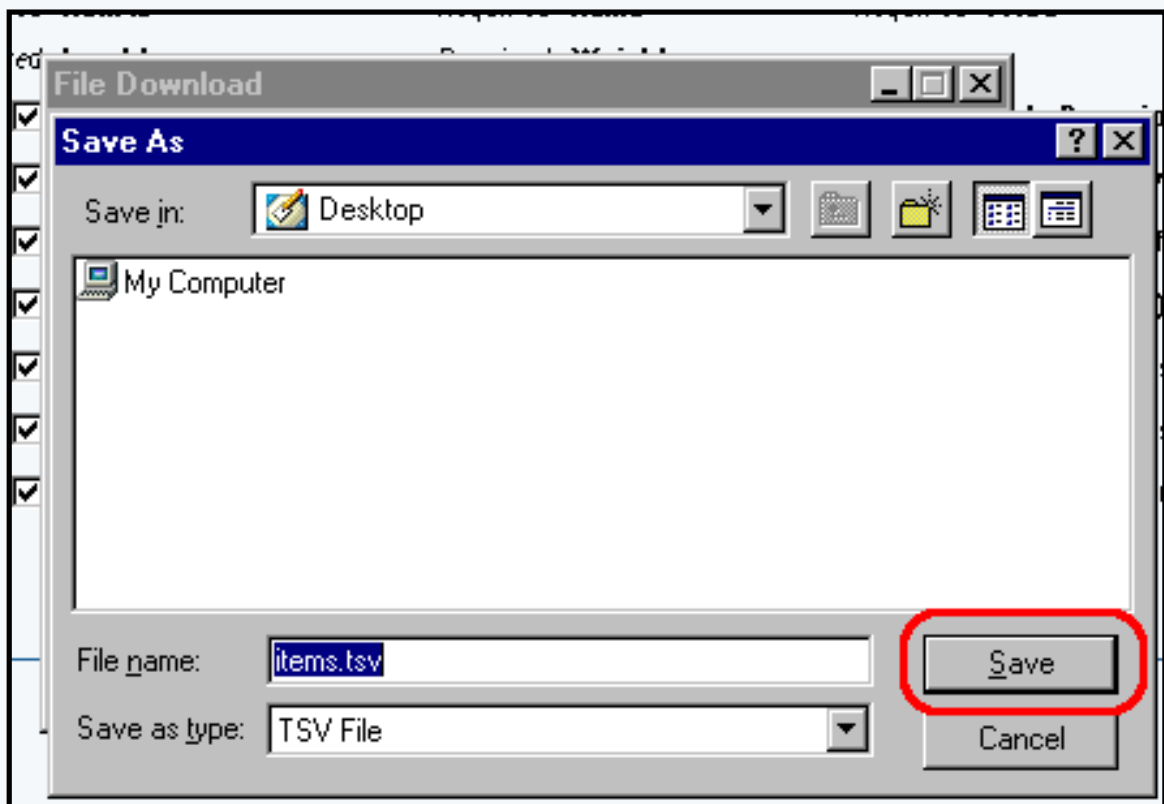 File Download
Save As
?
Save in:
Desktop
My Computer
File name:
items.tsv
Save
Save as type:
TSV File
Cancel